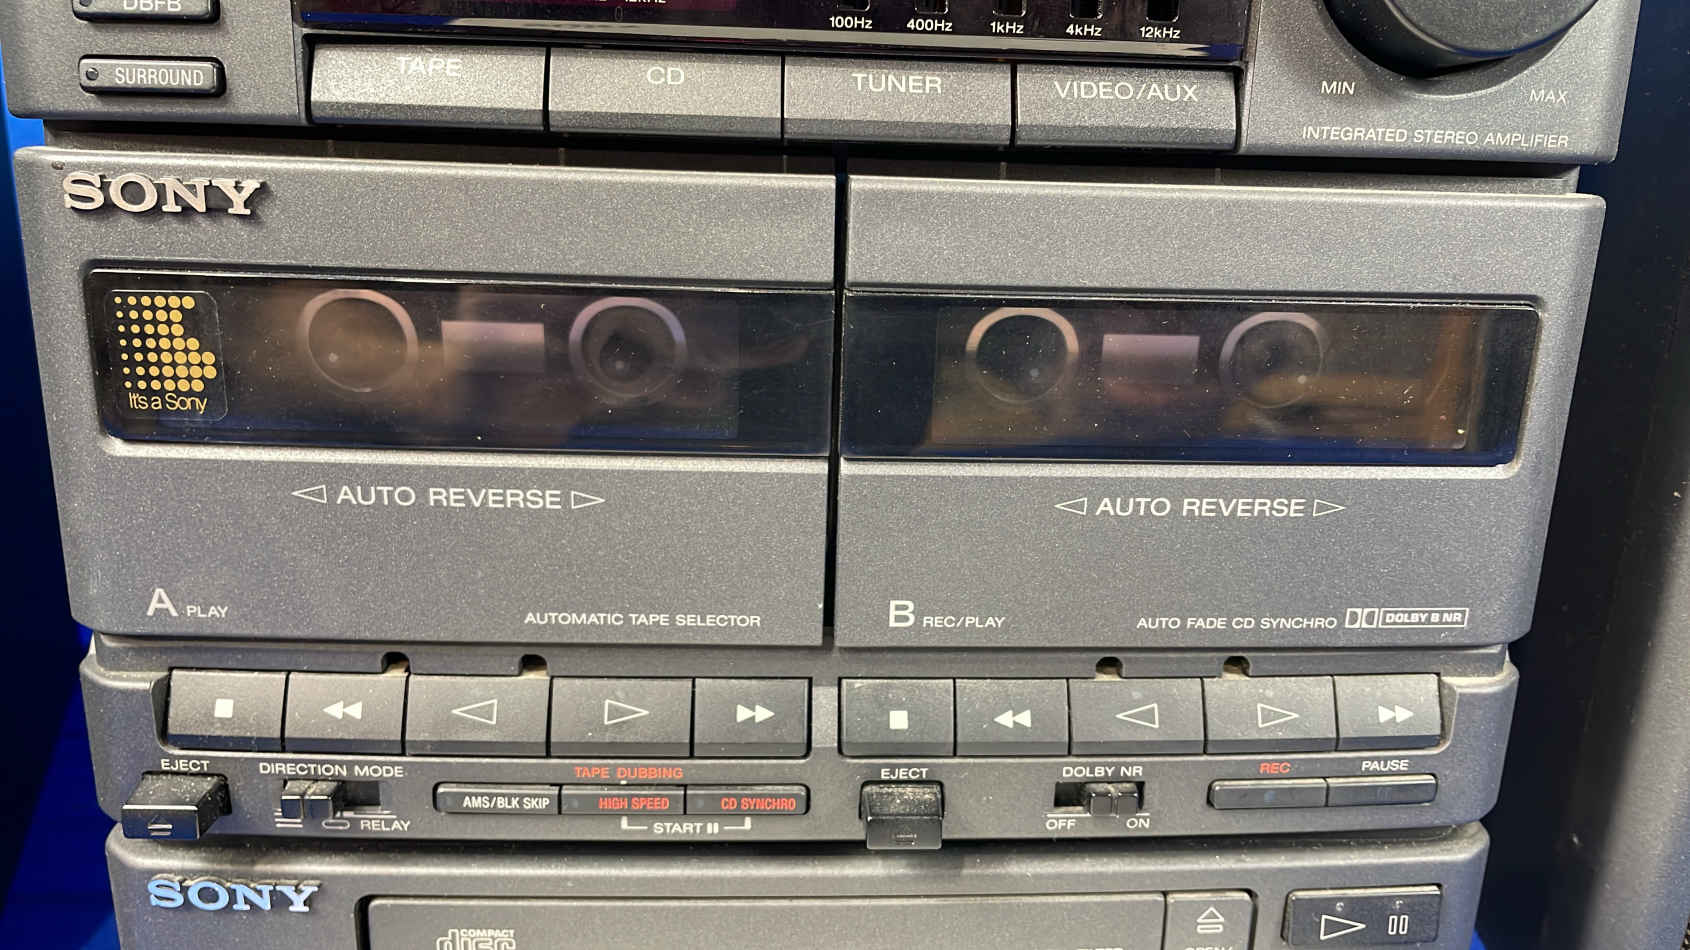 DBFB
100Hz 400Hz 1kHz 4kHz 12kHz
SURROUND
TAPE CD TUNER VIDEO/AUX
MIN MAX
INTEGRATED STEREO AMPLIFIER
SONY
It's a Sony
AUTO REVERSE
AUTO REVERSE
A PLAY
AUTOMATIC TAPE SELECTOR
B REC/PLAY
AUTO FADE CD SYNCHRO DOLBY B NR
EJECT
DIRECTION MODE
RELAY
TAPE DUBBING
AMS/BLK SKIP HIGH SPEED CD SYNCHRO
START
EJECT
DOLBY NR
OFF ON
REC PAUSE
SONY
COMPACT
disc